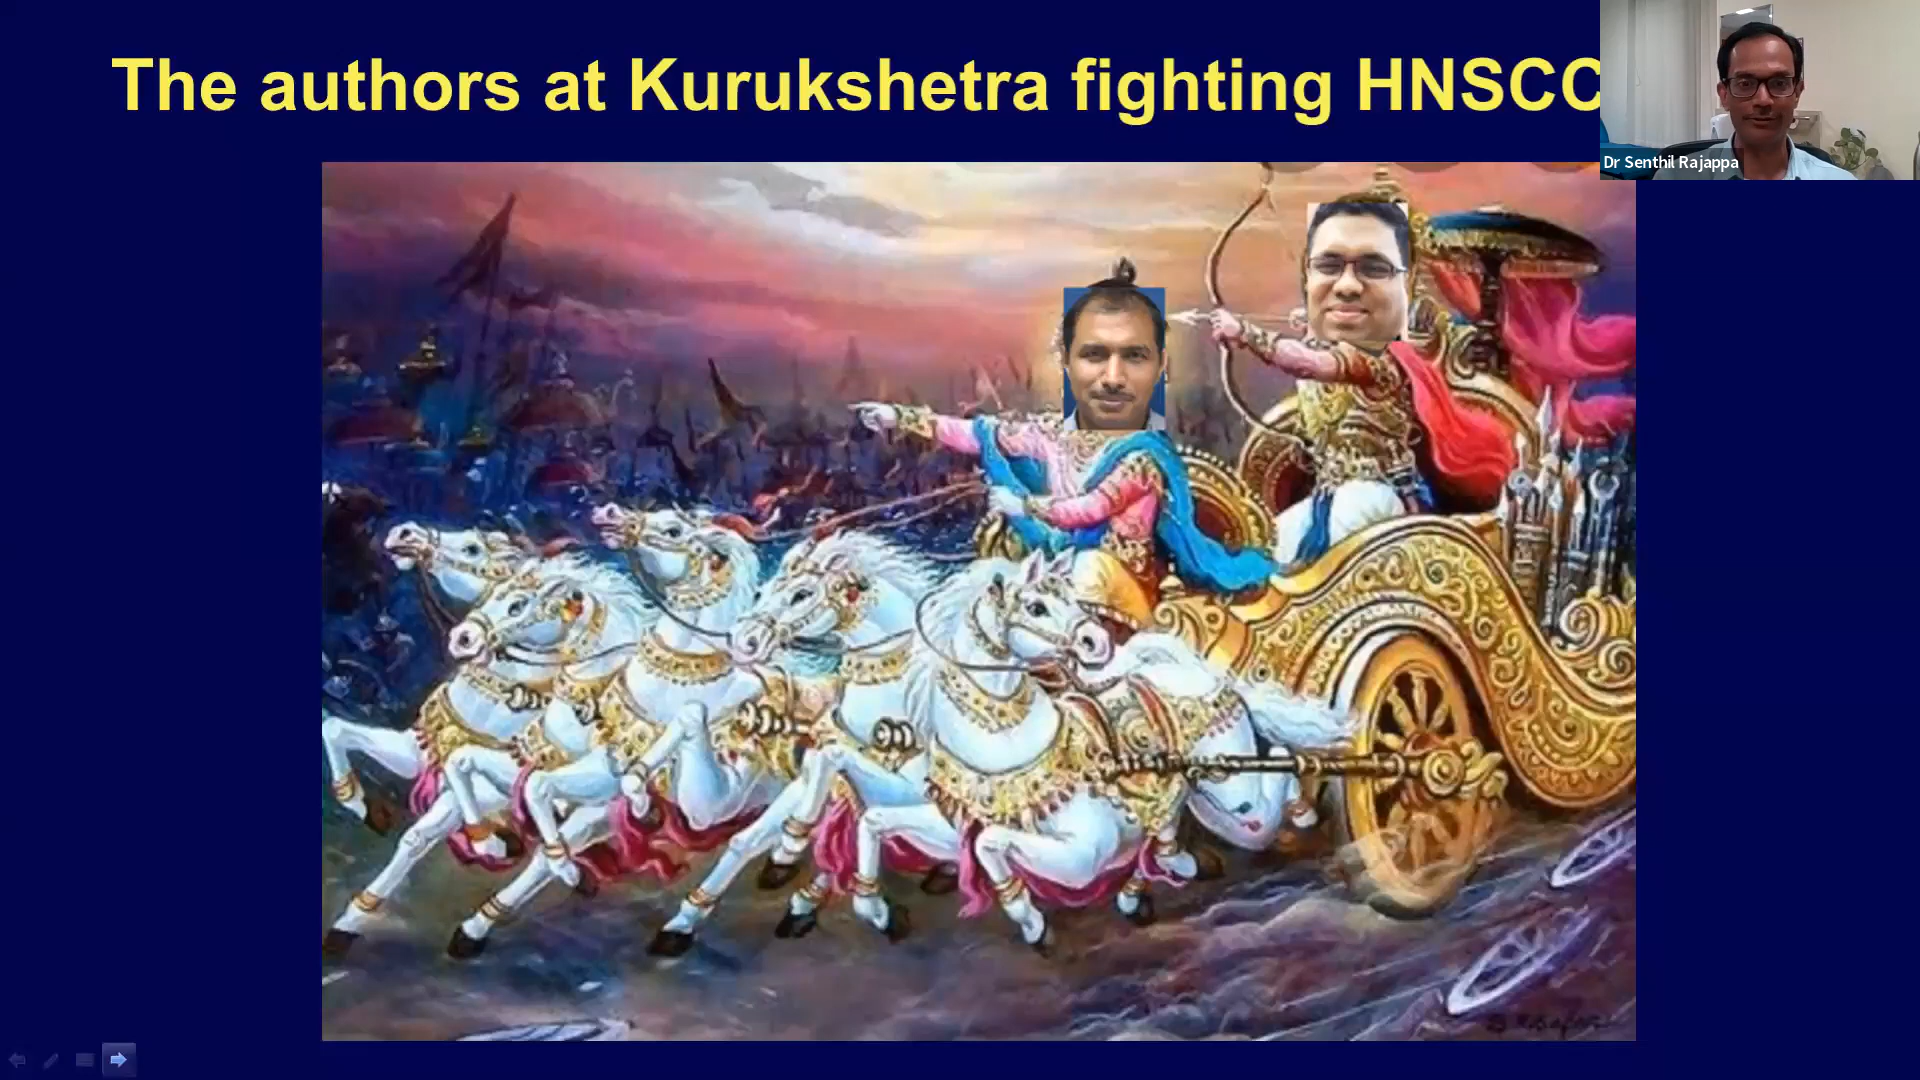 The authors at Kurukshetra fighting HNSCC
Dr Senthil Rajappa